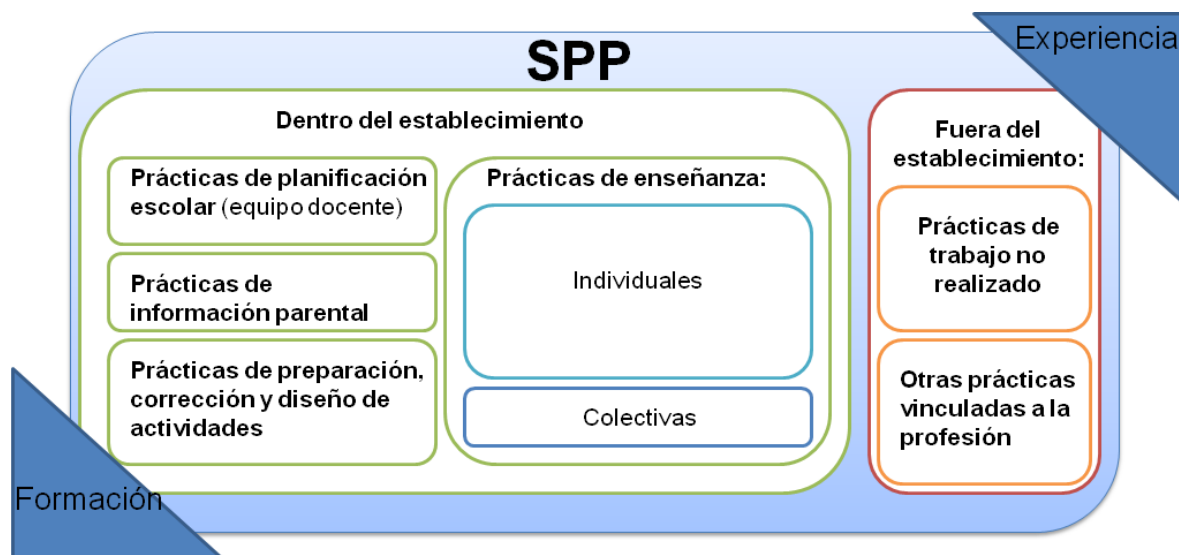 SPP
Experiencia
Dentro del establecimiento
Prácticas de planificación
escolar (equipo docente)
Prácticas de
información parental
Prácticas de preparación,
corrección y diseño de
actividades
Prácticas de enseñanza:
Individuales
Colectivas
Fuera del
establecimiento:
Prácticas de
trabajo no
realizado
Otras prácticas
vinculadas a la
profesión
Formación